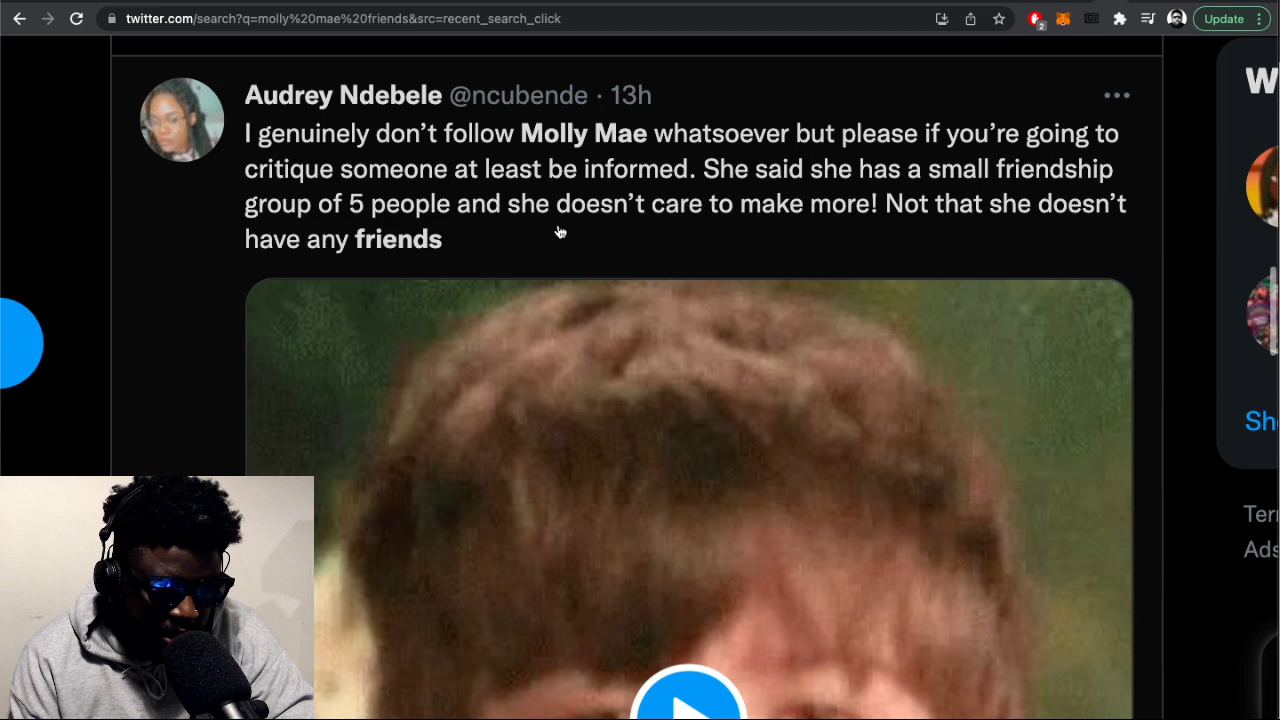 twitter.com/search?q=molly%20mae%20friends&src=recent_search_click
2
Update
Audrey Ndebele @ncubende · 13h
I genuinely don’t follow Molly Mae whatsoever but please if you’re going to
critique someone at least be informed. She said she has a small friendship
group of 5 people and she doesn’t care to make more! Not that she doesn’t
have any friends
W
Sh
Ter
Ads